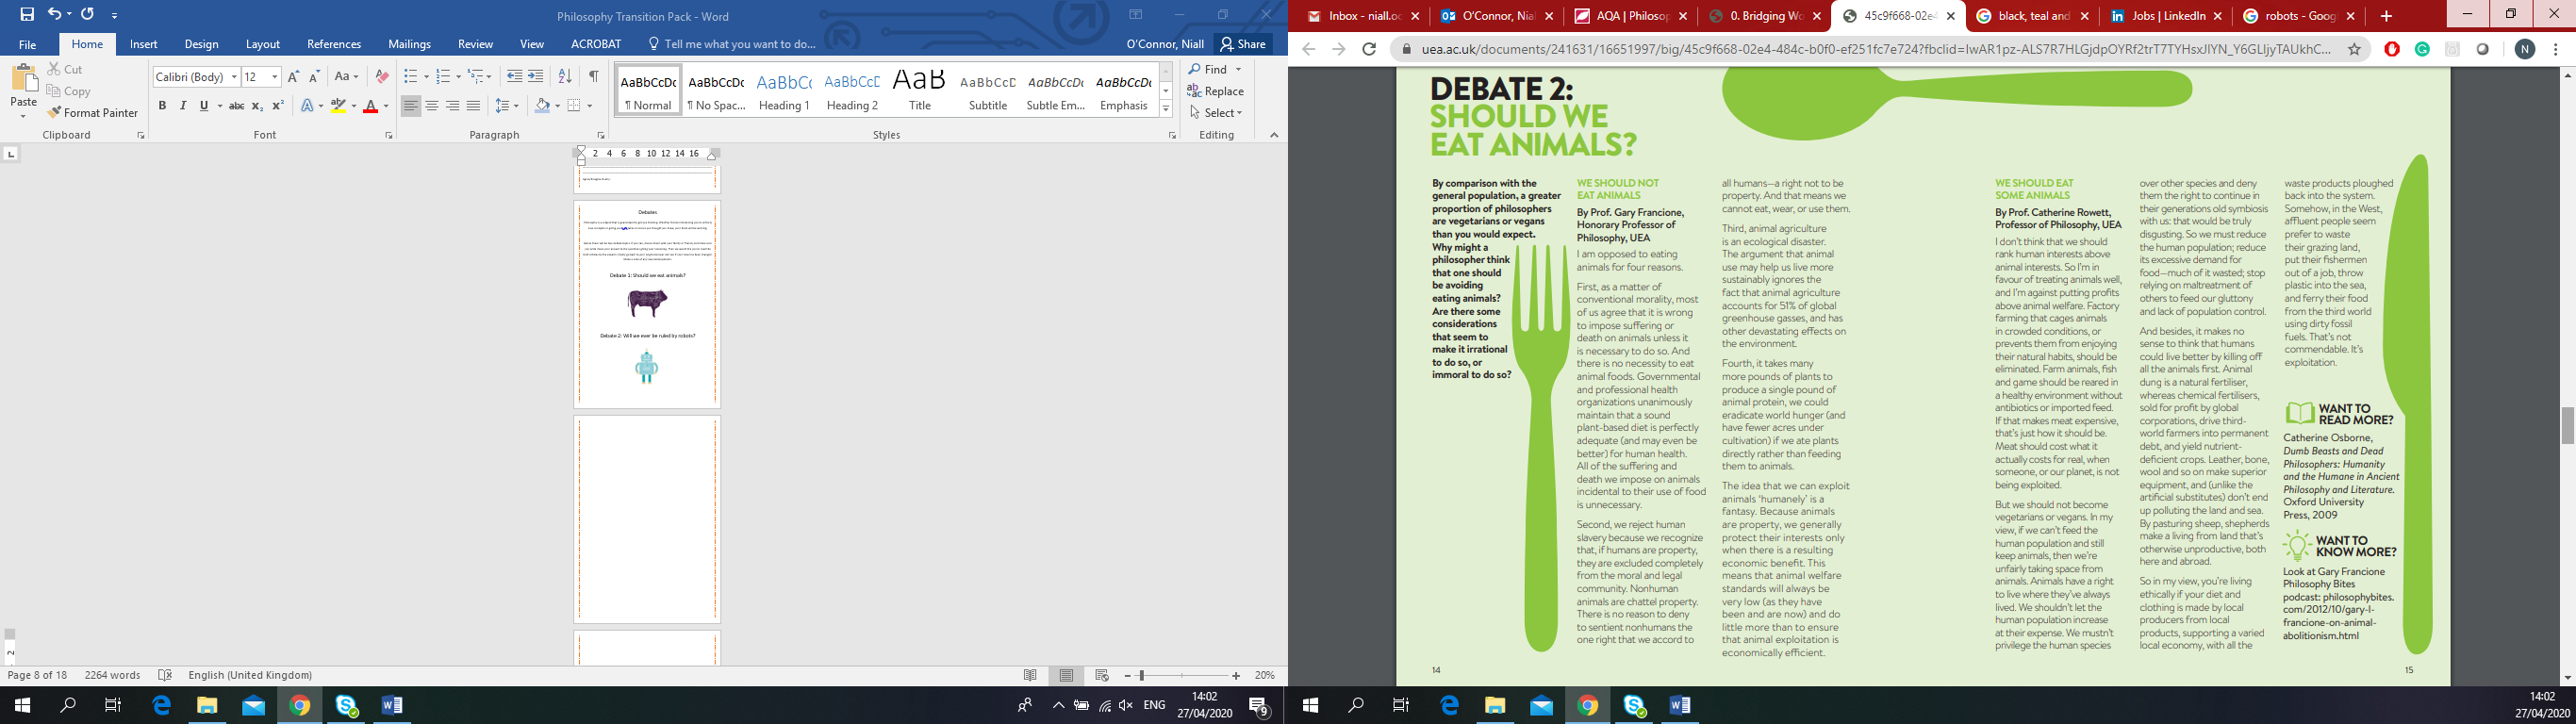 Philosophy Transition Pack - Word
File
Home
Insert
Design
Layout
References
Mailings
Review
View
ACROBAT
Tell me what you want to do...
O'Connor, Niall
Share
Cut
Copy
Format Painter
Paste
Clipboard
Calibri (Body)
12
Font
Paragraph
AaBbCcDc
¶ Normal
AaBbCcDc
¶ No Spac...
AaBbCc
Heading 1
AaBbCcD
Heading 2
AaB
Title
AaBbCcD
Subtitle
AaBbCcDc
Subtle Em...
AaBbCcDc
Emphasis
Styles
Find
Replace
Select
Editing
2 4 6 8 10 12 14 16
Debates
Debate 1: Should we eat animals?
Debate 2: Will we ever be ruled by robots?
Page 8 of 18
2264 words
English (United Kingdom)
20%
ENG
14:02
27/04/2020
Inbox - niall.oc
O'Connor, Nia
AQA | Philosop
0. Bridging Wo
45c9f668-02e4
black, teal and
Jobs | LinkedIn
robots - Goog
uea.ac.uk/documents/241631/16651997/big/45c9f668-02e4-484c-b0f0-ef251fc7e724?fbclid=IwAR1pz-ALS7R7HLGjdpOYRf2trT7TYHsxJIYN_Y6GLljyTAUkhC...
DEBATE 2:
SHOULD WE
EAT ANIMALS?
By comparison with the
general population, a greater
proportion of philosophers
are vegetarians or vegans
than you would expect.
Why might a
philosopher think
that one should
be avoiding
eating animals?
Are there some
considerations
that seem to
make it irrational
to do so, or
immoral to do so?
WE SHOULD NOT
EAT ANIMALS
By Prof. Gary Francione,
Honorary Professor of
Philosophy, UEA
I am opposed to eating
animals for four reasons.
First, as a matter of
conventional morality, most
of us agree that it is wrong
to impose suffering or
death on animals unless it
is necessary to do so. And
there is no necessity to eat
animal foods. Governmental
and professional health
organizations unanimously
maintain that a sound
plant-based diet is perfectly
adequate (and may even be
better) for human health.
All of the suffering and
death we impose on animals
incidental to their use of food
is unnecessary.
Second, we reject human
slavery because we recognize
that, if humans are property,
they are excluded completely
from the moral and legal
community. Nonhuman
animals are chattel property.
There is no reason to deny
to sentient nonhumans the
one right that we accord to
all humans—a right not to be
property. And that means we
cannot eat, wear, or use them.
Third, animal agriculture
is an ecological disaster.
The argument that animal
use may help us live more
sustainably ignores the
fact that animal agriculture
accounts for 51% of global
greenhouse gasses, and has
other devastating effects on
the environment.
Fourth, it takes many
more pounds of plants to
produce a single pound of
animal protein, we could
eradicate world hunger (and
have fewer acres under
cultivation) if we ate plants
directly rather than feeding
them to animals.
The idea that we can exploit
animals 'humanely' is a
fantasy. Because animals
are property, we generally
protect their interests only
when there is a resulting
economic benefit. This
means that animal welfare
standards will always be
very low (as they have
been and are now) and do
little more than to ensure
that animal exploitation is
economically efficient.
14
WE SHOULD EAT
SOME ANIMALS
By Prof. Catherine Rowett,
Professor of Philosophy, UEA
I don't think that we should
rank human interests above
animal interests. So I'm in
favour of treating animals well,
and I'm against putting profits
above animal welfare. Factory
farming that cages animals
in crowded conditions, or
prevents them from enjoying
their natural habits, should be
eliminated. Farm animals, fish
and game should be reared in
a healthy environment without
antibiotics or imported feed.
If that makes meat expensive,
that's just how it should be.
Meat should cost what it
actually costs for real, when
someone, or our planet, is not
being exploited.
But we should not become
vegetarians or vegans. In my
view, if we can't feed the
human population and still
keep animals, then we're
unfairly taking space from
animals. Animals have a right
to live where they've always
lived. We shouldn't let the
human population increase
at their expense. We mustn't
privilege the human species
over other species and deny
them the right to continue in
their generations old symbiosis
with us: that would be truly
disgusting. So we must reduce
the human population; reduce
its excessive demand for
food—much of it wasted; stop
relying on maltreatment of
others to feed our gluttony
and lack of population control.
And besides, it makes no
sense to think that humans
could live better by killing off
all the animals first. Animal
dung is a natural fertiliser,
whereas chemical fertilisers,
sold for profit by global
corporations, drive third-
world farmers into permanent
debt, and yield nutrient-
deficient crops. Leather, bone,
wool and so on make superior
equipment, and (unlike the
artificial substitutes) don't end
up polluting the land and sea.
By pasturing sheep, shepherds
make a living from land that's
otherwise unproductive, both
here and abroad.
So in my view, you're living
ethically if your diet and
clothing is made by local
producers from local
products, supporting a varied
local economy, with all the
waste products ploughed
back into the system.
Somehow, in the West,
affluent people seem
prefer to waste
their grazing land,
put their fishermen
out of a job, throw
plastic into the sea,
and ferry their food
from the third world
using dirty fossil
fuels. That's not
commendable. It's
exploitation.
WANT TO
READ MORE?
Catherine Osborne,
Dumb Beasts and Dead
Philosophers: Humanity
and the Humane in Ancient
Philosophy and Literature.
Oxford University
Press, 2009
WANT TO
KNOW MORE?
Look at Gary Francione
Philosophy Bites
podcast: philosophybites.
com/2012/10/gary-l-
francione-on-animal-
abolitionism.html
15
14:02
27/04/2020